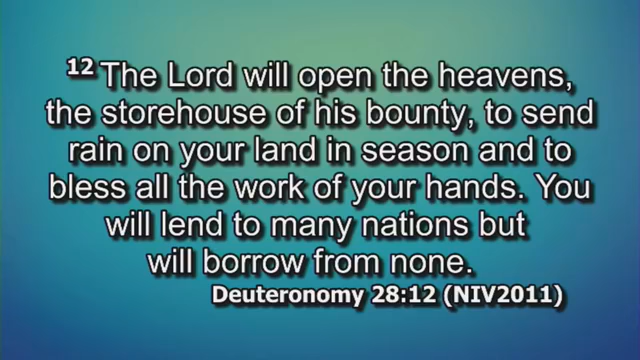 12 The Lord will open the heavens,
the storehouse of his bounty, to send
rain on your land in season and to
bless all the work of your hands. You
will lend to many nations but
will borrow from none.
Deuteronomy 28:12 (NIV2011)